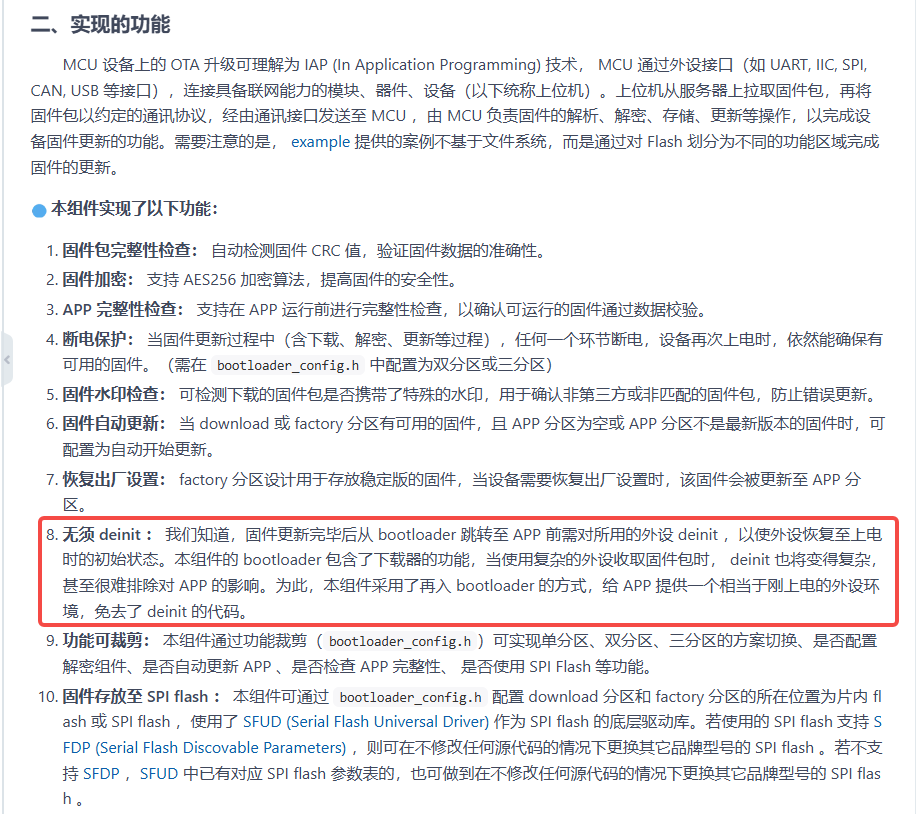 二、实现的功能
MCU 设备上的 OTA 升级可理解为 IAP (In Application Programming) 技术， MCU 通过外设接口（如 UART, IIC, SPI,
CAN, USB 等接口），连接具备联网能力的模块、器件、设备（以下统称上位机）。上位机从服务器上拉取固件包，再将
固件包以约定的通讯协议，经由通讯接口发送至 MCU ，由 MCU 负责固件的解析、解密、存储、更新等操作，以完成设
备固件更新的功能。需要注意的是， example 提供的案例不基于文件系统，而是通过对 Flash 划分为不同的功能区域完成
固件的更新。
本组件实现了以下功能：
1. 固件包完整性检查： 自动检测固件 CRC 值，验证固件数据的准确性。
2. 固件加密： 支持 AES256 加密算法，提高固件的安全性。
3. APP 完整性检查： 支持在 APP 运行前进行完整性检查，以确认可运行的固件通过数据校验。
4. 断电保护： 当固件更新过程中（含下载、解密、更新等过程），任何一个环节断电，设备再次上电时，依然能确保有
可用的固件。（需在 bootloader_config.h 中配置为双分区或三分区）
5. 固件水印检查： 可检测下载的固件包是否携带了特殊的水印，用于确认非第三方或非匹配的固件包，防止错误更新。
6. 固件自动更新： 当 download 或 factory 分区有可用的固件，且 APP 分区为空或 APP 分区不是最新版本的固件时，可
配置为自动开始更新。
7. 恢复出厂设置： factory 分区设计用于存放稳定版的固件，当设备需要恢复出厂设置时，该固件会被更新至 APP 分
区。
8. 无须 deinit ： 我们知道，固件更新完毕后从 bootloader 跳转至 APP 前需对所用的外设 deinit ，以使外设恢复至上电
时的初始状态。本组件的 bootloader 包含了下载器的功能，当使用复杂的外设收取固件包时， deinit 也将变得复杂，
甚至很难排除对 APP 的影响。为此，本组件采用了再入 bootloader 的方式，给 APP 提供一个相当于刚上电的外设环
境，免去了 deinit 的代码。
9. 功能可裁剪： 本组件通过功能裁剪（ bootloader_config.h ）可实现单分区、双分区、三分区的方案切换、是否配置
解密组件、是否自动更新 APP 、是否检查 APP 完整性、 是否使用 SPI Flash 等功能。
10. 固件存放至 SPI flash ： 本组件可通过 bootloader_config.h 配置 download 分区和 factory 分区的所在位置为片内 fl
ash 或 SPI flash ，使用了 SFUD (Serial Flash Universal Driver) 作为 SPI flash 的底层驱动库。若使用的 SPI flash 支持 S
FDP (Serial Flash Discovable Parameters) ，则可在不修改任何源代码的情况下更换其它品牌型号的 SPI flash 。若不支
持 SFDP ， SFUD 中已有对应 SPI flash 参数表的，也可做到在不修改任何源代码的情况下更换其它品牌型号的 SPI flas
h 。